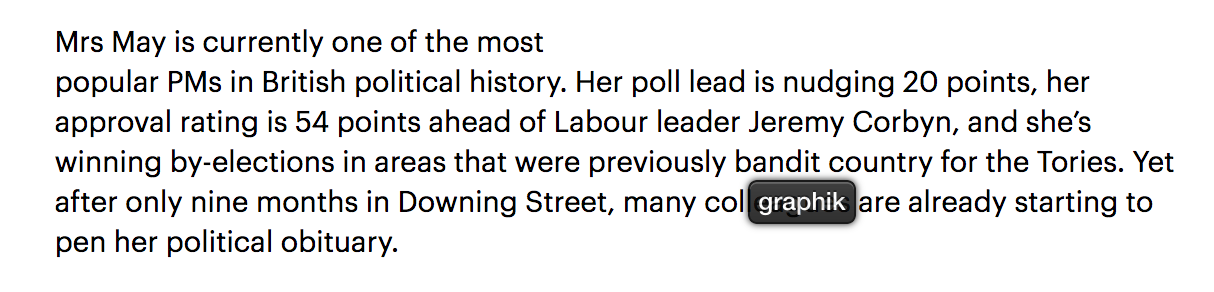 Mrs May is currently one of the most
popular PMs in British political history. Her poll lead is nudging 20 points, her
approval rating is 54 points ahead of Labour leader Jeremy Corbyn, and she’s
winning by-elections in areas that were previously bandit country for the Tories. Yet
after only nine months in Downing Street, many graphik are already starting to
pen her political obituary.